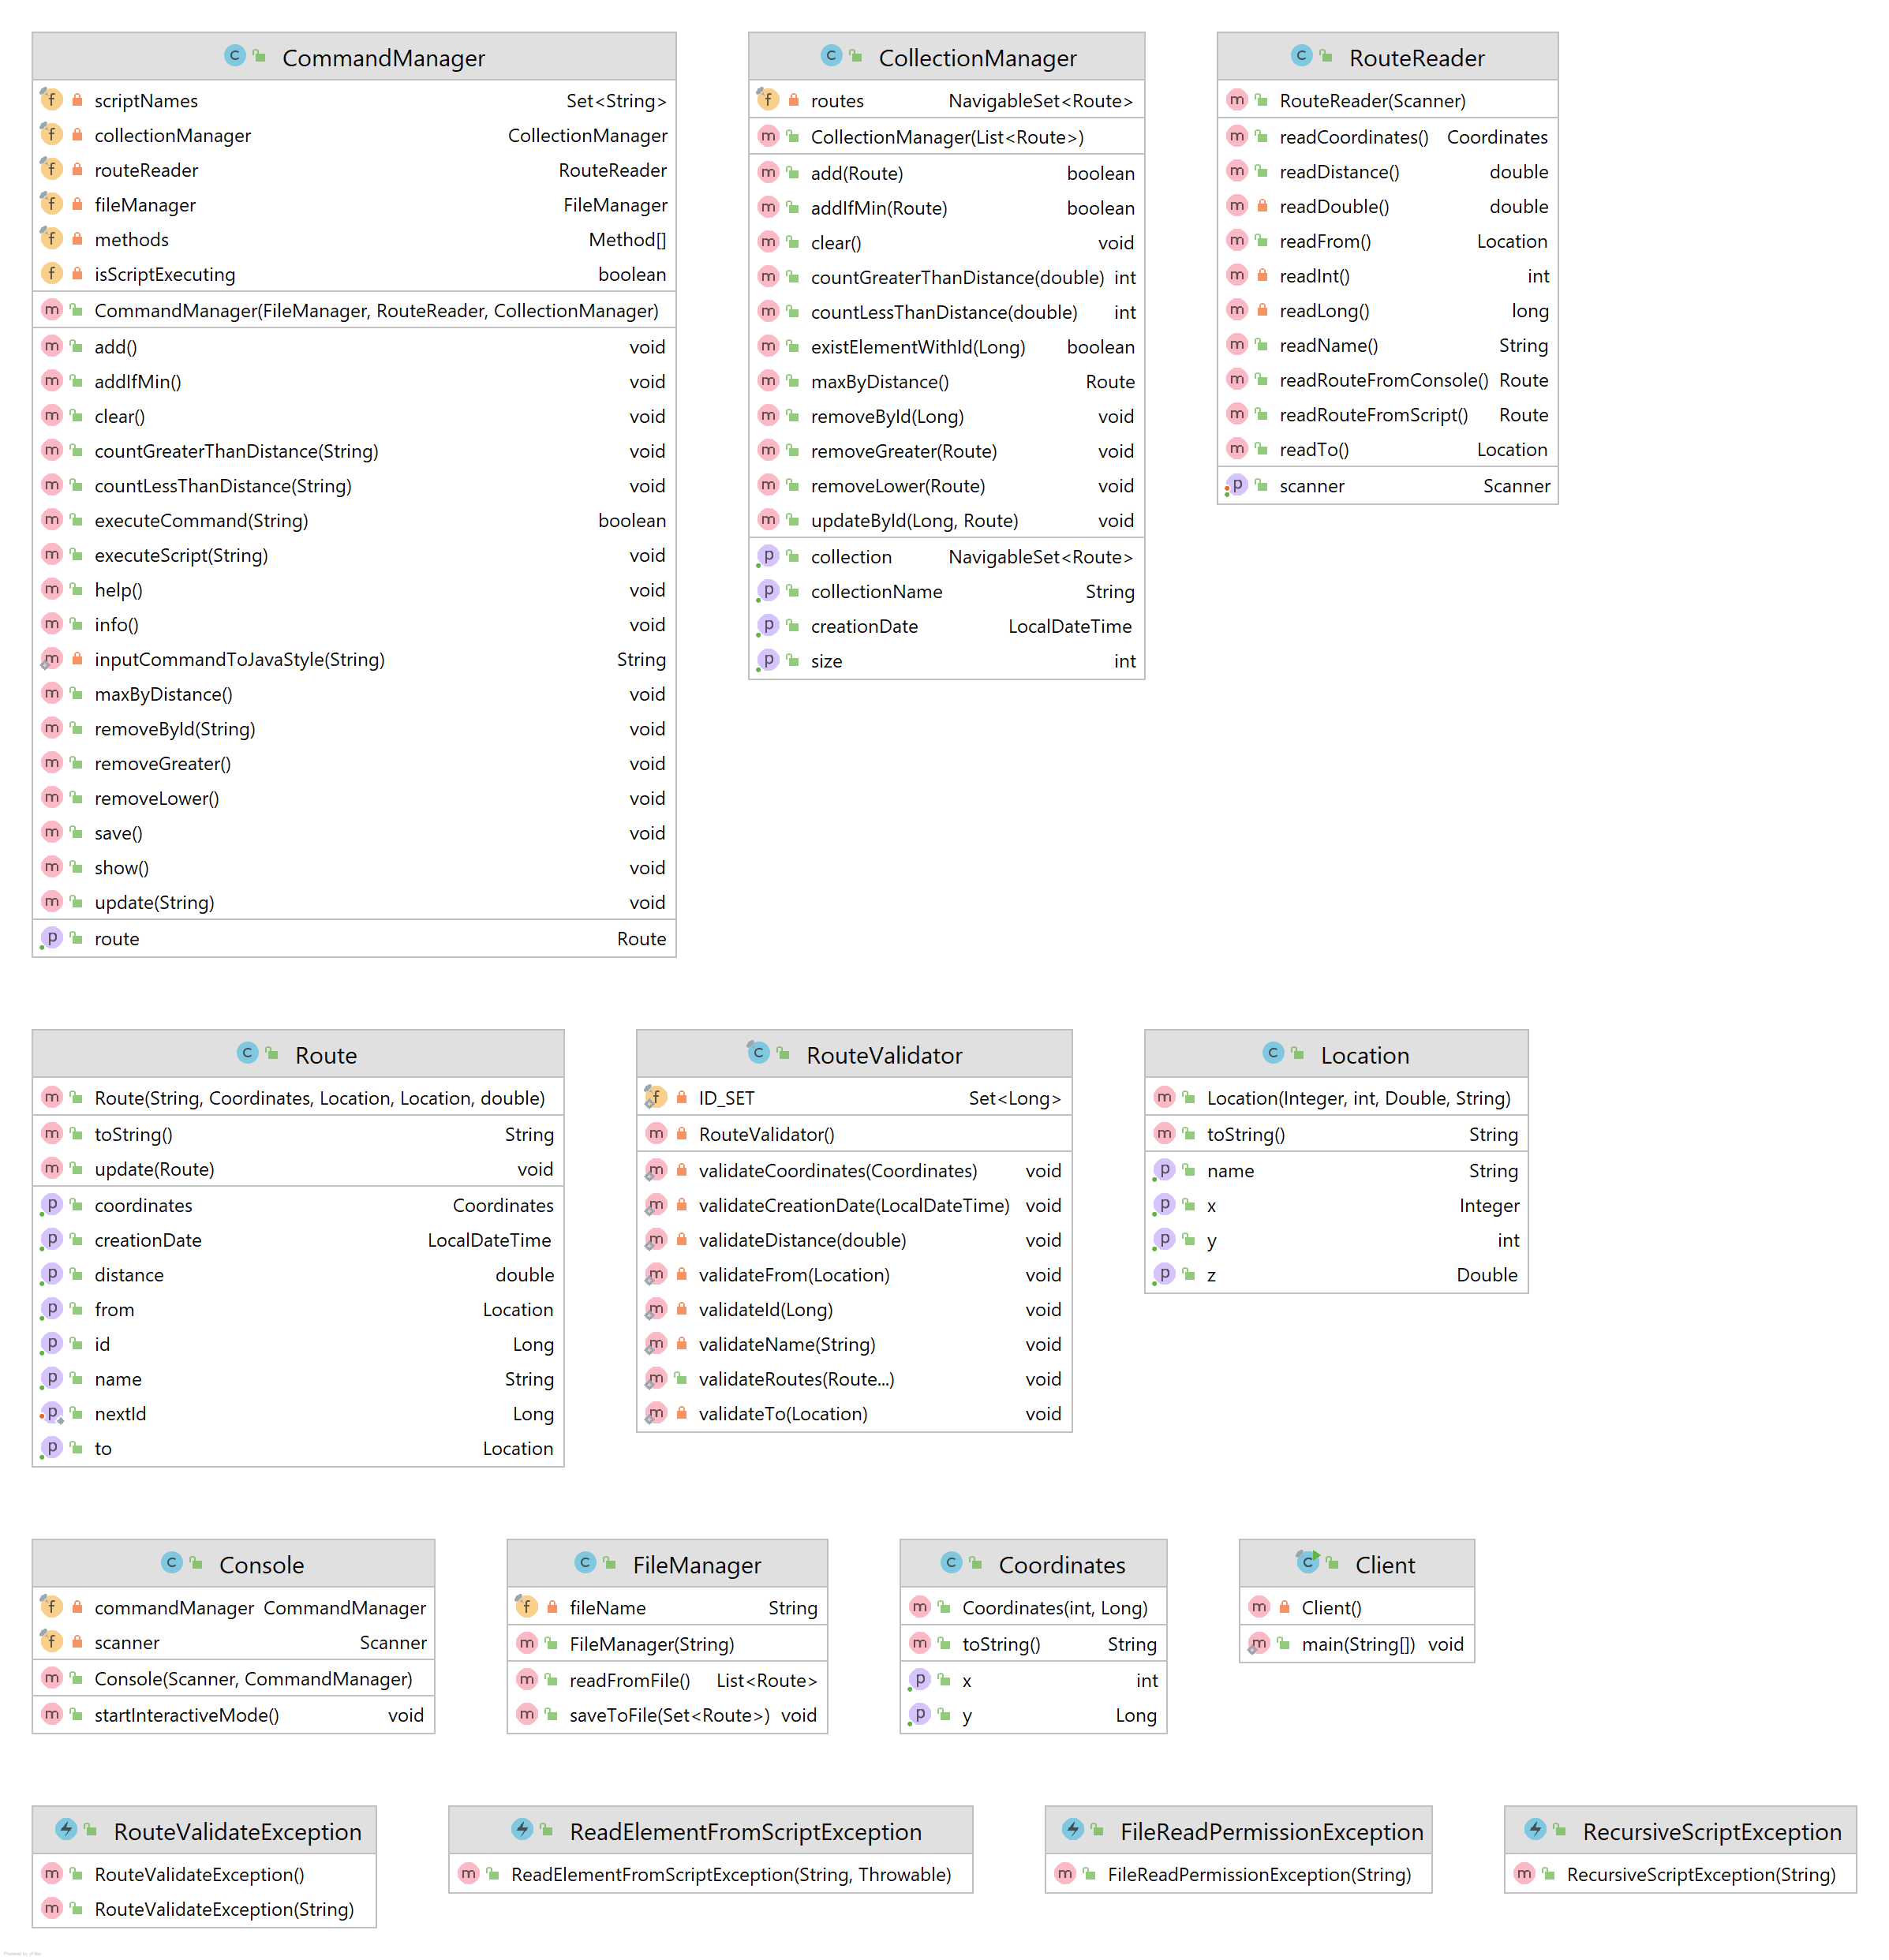 CommandManager
scriptNames Set<String>
collectionManager CollectionManager
routeReader RouteReader
fileManager FileManager
methods Method[]
isScriptExecuting boolean
CommandManager(FileManager, RouteReader, CollectionManager)
add() void
addIfMin() void
clear() void
countGreaterThanDistance(String) void
countLessThanDistance(String) void
executeCommand(String) boolean
executeScript(String) void
help() void
info() void
inputCommandToJavaStyle(String) String
maxByDistance() void
removeById(String) void
removeGreater() void
removeLower() void
save() void
show() void
update(String) void
route Route
CollectionManager
routes NavigableSet<Route>
CollectionManager(List<Route>)
add(Route) boolean
addIfMin(Route) boolean
clear() void
countGreaterThanDistance(double) int
countLessThanDistance(double) int
existElementWithId(Long) boolean
maxByDistance() Route
removeById(Long) void
removeGreater(Route) void
removeLower(Route) void
updateById(Long, Route) void
collection NavigableSet<Route>
collectionName String
creationDate LocalDateTime
size int
RouteReader
RouteReader(Scanner)
readCoordinates() Coordinates
readDistance() double
readDouble() double
readFrom() Location
readInt() int
readLong() long
readName() String
readRouteFromConsole() Route
readRouteFromScript() Route
readTo() Location
scanner Scanner
Route
Route(String, Coordinates, Location, Location, double)
toString() String
update(Route) void
coordinates Coordinates
creationDate LocalDateTime
distance double
from Location
id Long
name String
nextId Long
to Location
RouteValidator
ID_SET Set<Long>
RouteValidator()
validateCoordinates(Coordinates) void
validateCreationDate(LocalDateTime) void
validateDistance(double) void
validateFrom(Location) void
validateId(Long) void
validateName(String) void
validateRoutes(Route...) void
validateTo(Location) void
Location
Location(Integer, int, Double, String)
toString() String
name String
x Integer
y int
z Double
Console
commandManager CommandManager
scanner Scanner
Console(Scanner, CommandManager)
startInteractiveMode() void
FileManager
fileName String
FileManager(String)
readFromFile() List<Route>
saveToFile(Set<Route>) void
Coordinates
Coordinates(int, Long)
toString() String
x int
y Long
Client
Client()
main(String[]) void
RouteValidateException
RouteValidateException()
RouteValidateException(String)
ReadElementFromScriptException
ReadElementFromScriptException(String, Throwable)
FileReadPermissionException
FileReadPermissionException(String)
RecursiveScriptException
RecursiveScriptException(String)
Powered by yFiles